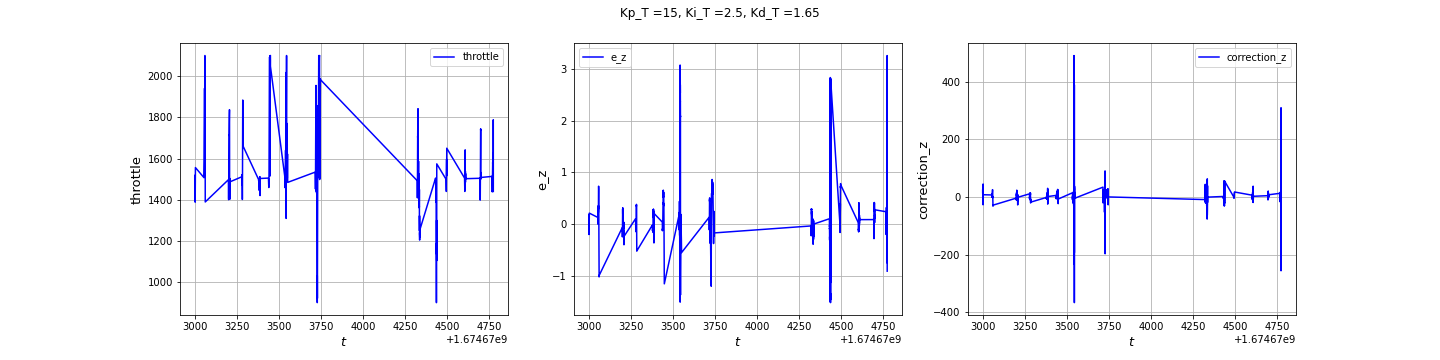 Kp_T =15, Ki_T =2.5, Kd_T =1.65
throttle
throttle
2000
1800
1600
1400
1200
1000
3000 3250 3500 3750 4000 4250 4500 4750
+1.67467e9
t
e_z
e_z
3
2
1
0
−1
3000 3250 3500 3750 4000 4250 4500 4750
+1.67467e9
t
correction_z
correction_z
400
200
0
−200
−400
3000 3250 3500 3750 4000 4250 4500 4750
+1.67467e9
t